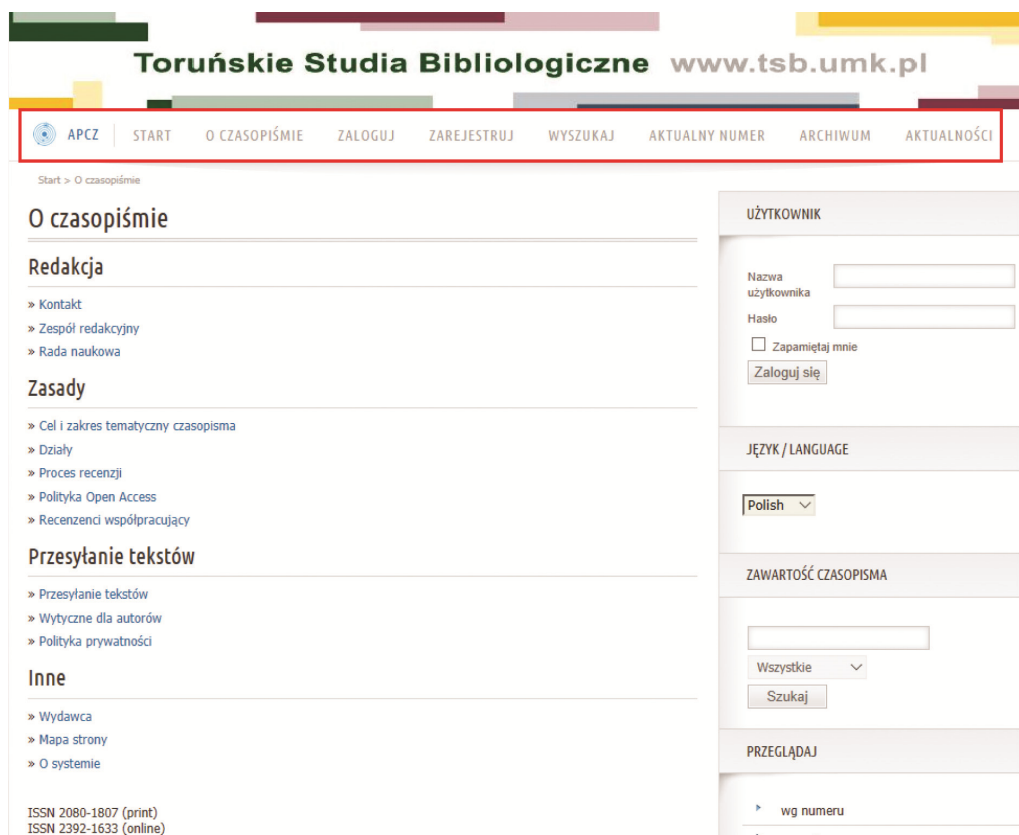 Toruńskie Studia Bibliologiczne www.tsb.umk.pl
APCZ START O CZASOPIŚMIE ZALOGUJ ZAREJESTRUJ WYSZUKAJ AKTUALNY NUMER ARCHIWUM AKTUALNOŚCI
Start > O czasopiśmie
O czasopiśmie
Redakcja
» Kontakt
» Zespół redakcyjny
» Rada naukowa
Zasady
» Cel i zakres tematyczny czasopisma
» Działy
» Proces recenzji
» Polityka Open Access
» Recenzenci współpracujący
Przesyłanie tekstów
» Przesyłanie tekstów
» Wytyczne dla autorów
» Polityka prywatności
Inne
» Wydawca
» Mapa strony
» O systemie
ISSN 2080-1807 (print)
ISSN 2392-1633 (online)
UŻYTKOWNIK
Nazwa
użytkownika
Hasło
Zapamiętaj mnie
Zaloguj się
JĘZYK / LANGUAGE
Polish
ZAWARTOŚĆ CZASOPISMA
Wszystkie
Szukaj
PRZEGLĄDAJ
wg numeru